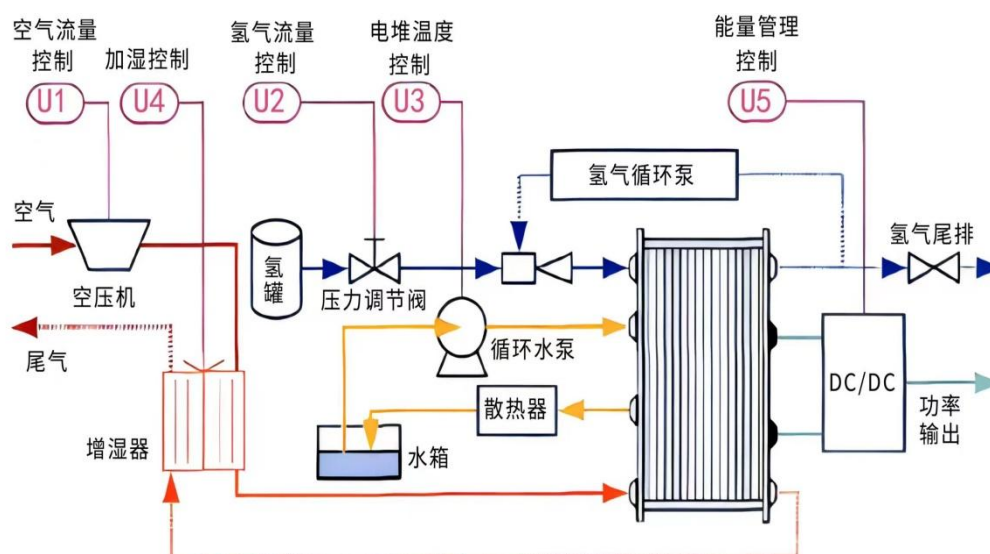 空气流量
控制
U1
加湿控制
U4
氢气流量
控制
U2
电堆温度
控制
U3
能量管理
控制
U5
氢气循环泵
空气
空压机
氢
罐
压力调节阀
氢气尾排
尾气
循环水泵
DC/DC
散热器
功率
输出
增湿器
水箱